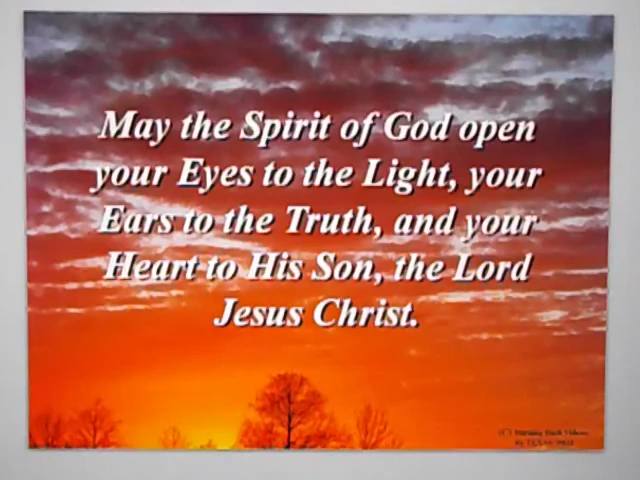 May the Spirit of God open
your Eyes to the Light, your
Ears to the Truth, and your
Heart to His Son, the Lord
Jesus Christ.